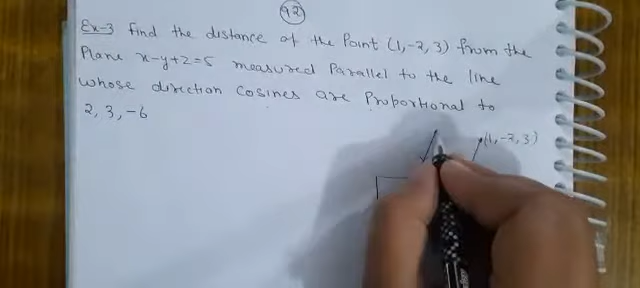 92
Ex-3 Find the distance of the Point (1,-2,3) from the
Plane x-y+z=5 measured Parallel to the line
whose direction cosines are Proportional to
2, 3, -6
(1,-2,3)